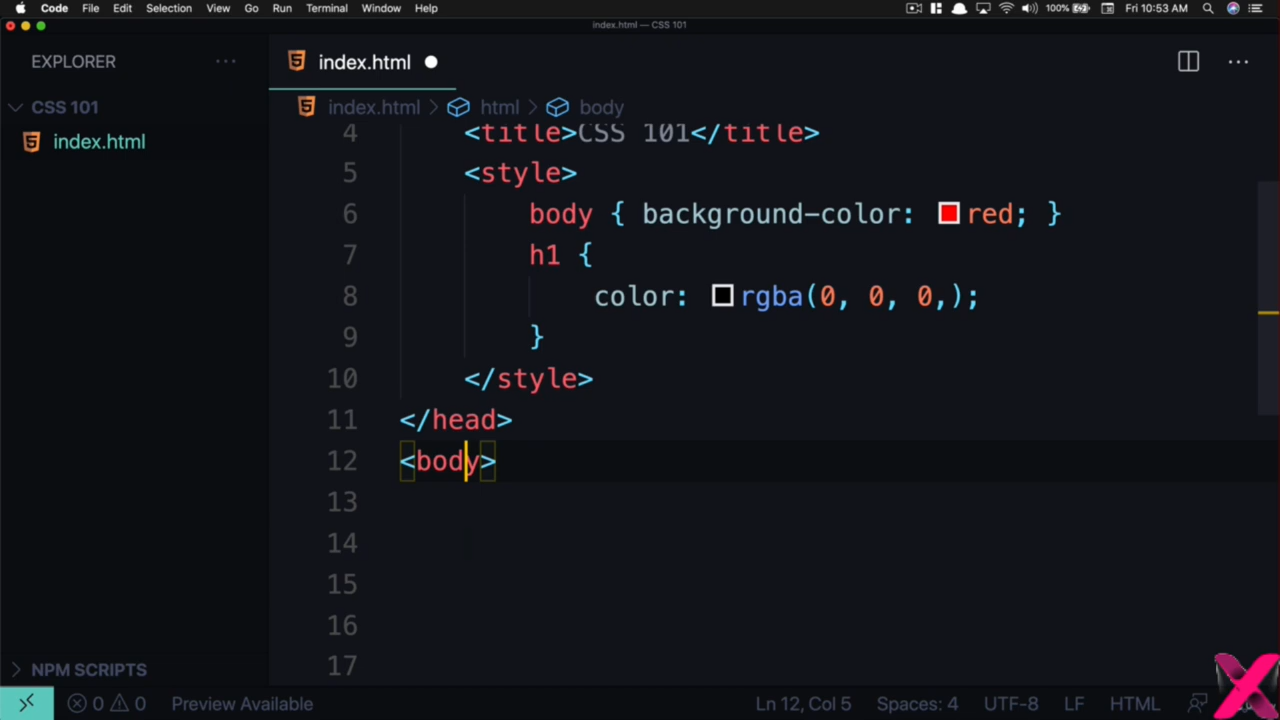 Code File Edit Selection View Go Run Terminal Window Help 100% Fri 10:53 AM
index.html — CSS 101
EXPLORER ···
index.html
CSS 101
index.html
index.html > html > body
4 <title>CSS 101</title>
5 <style>
6 body { background-color: red; }
7 h1 {
8 color: rgba(0, 0, 0,);
9 }
10 </style>
11 </head>
12 <body>
13
14
15
16
17
NPM SCRIPTS
0 0 Preview Available Ln 12, Col 5 Spaces: 4 UTF-8 LF HTML
X